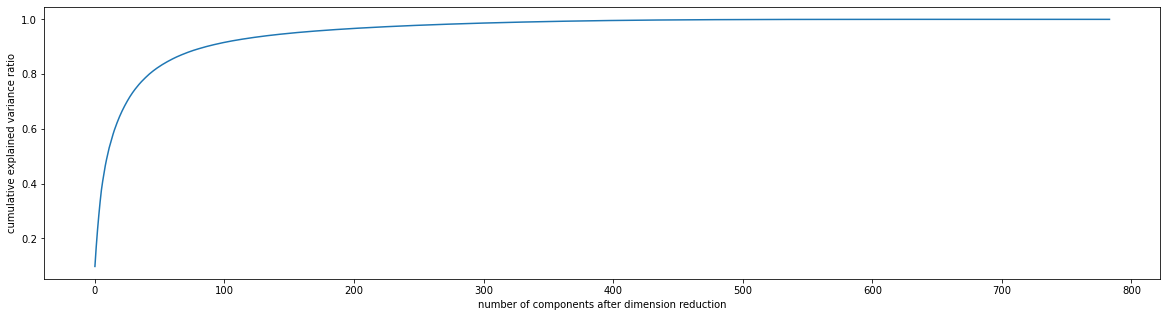 cumulative explained variance ratio
1.0
0.8
0.6
0.4
0.2
0 100 200 300 400 500 600 700 800
number of components after dimension reduction